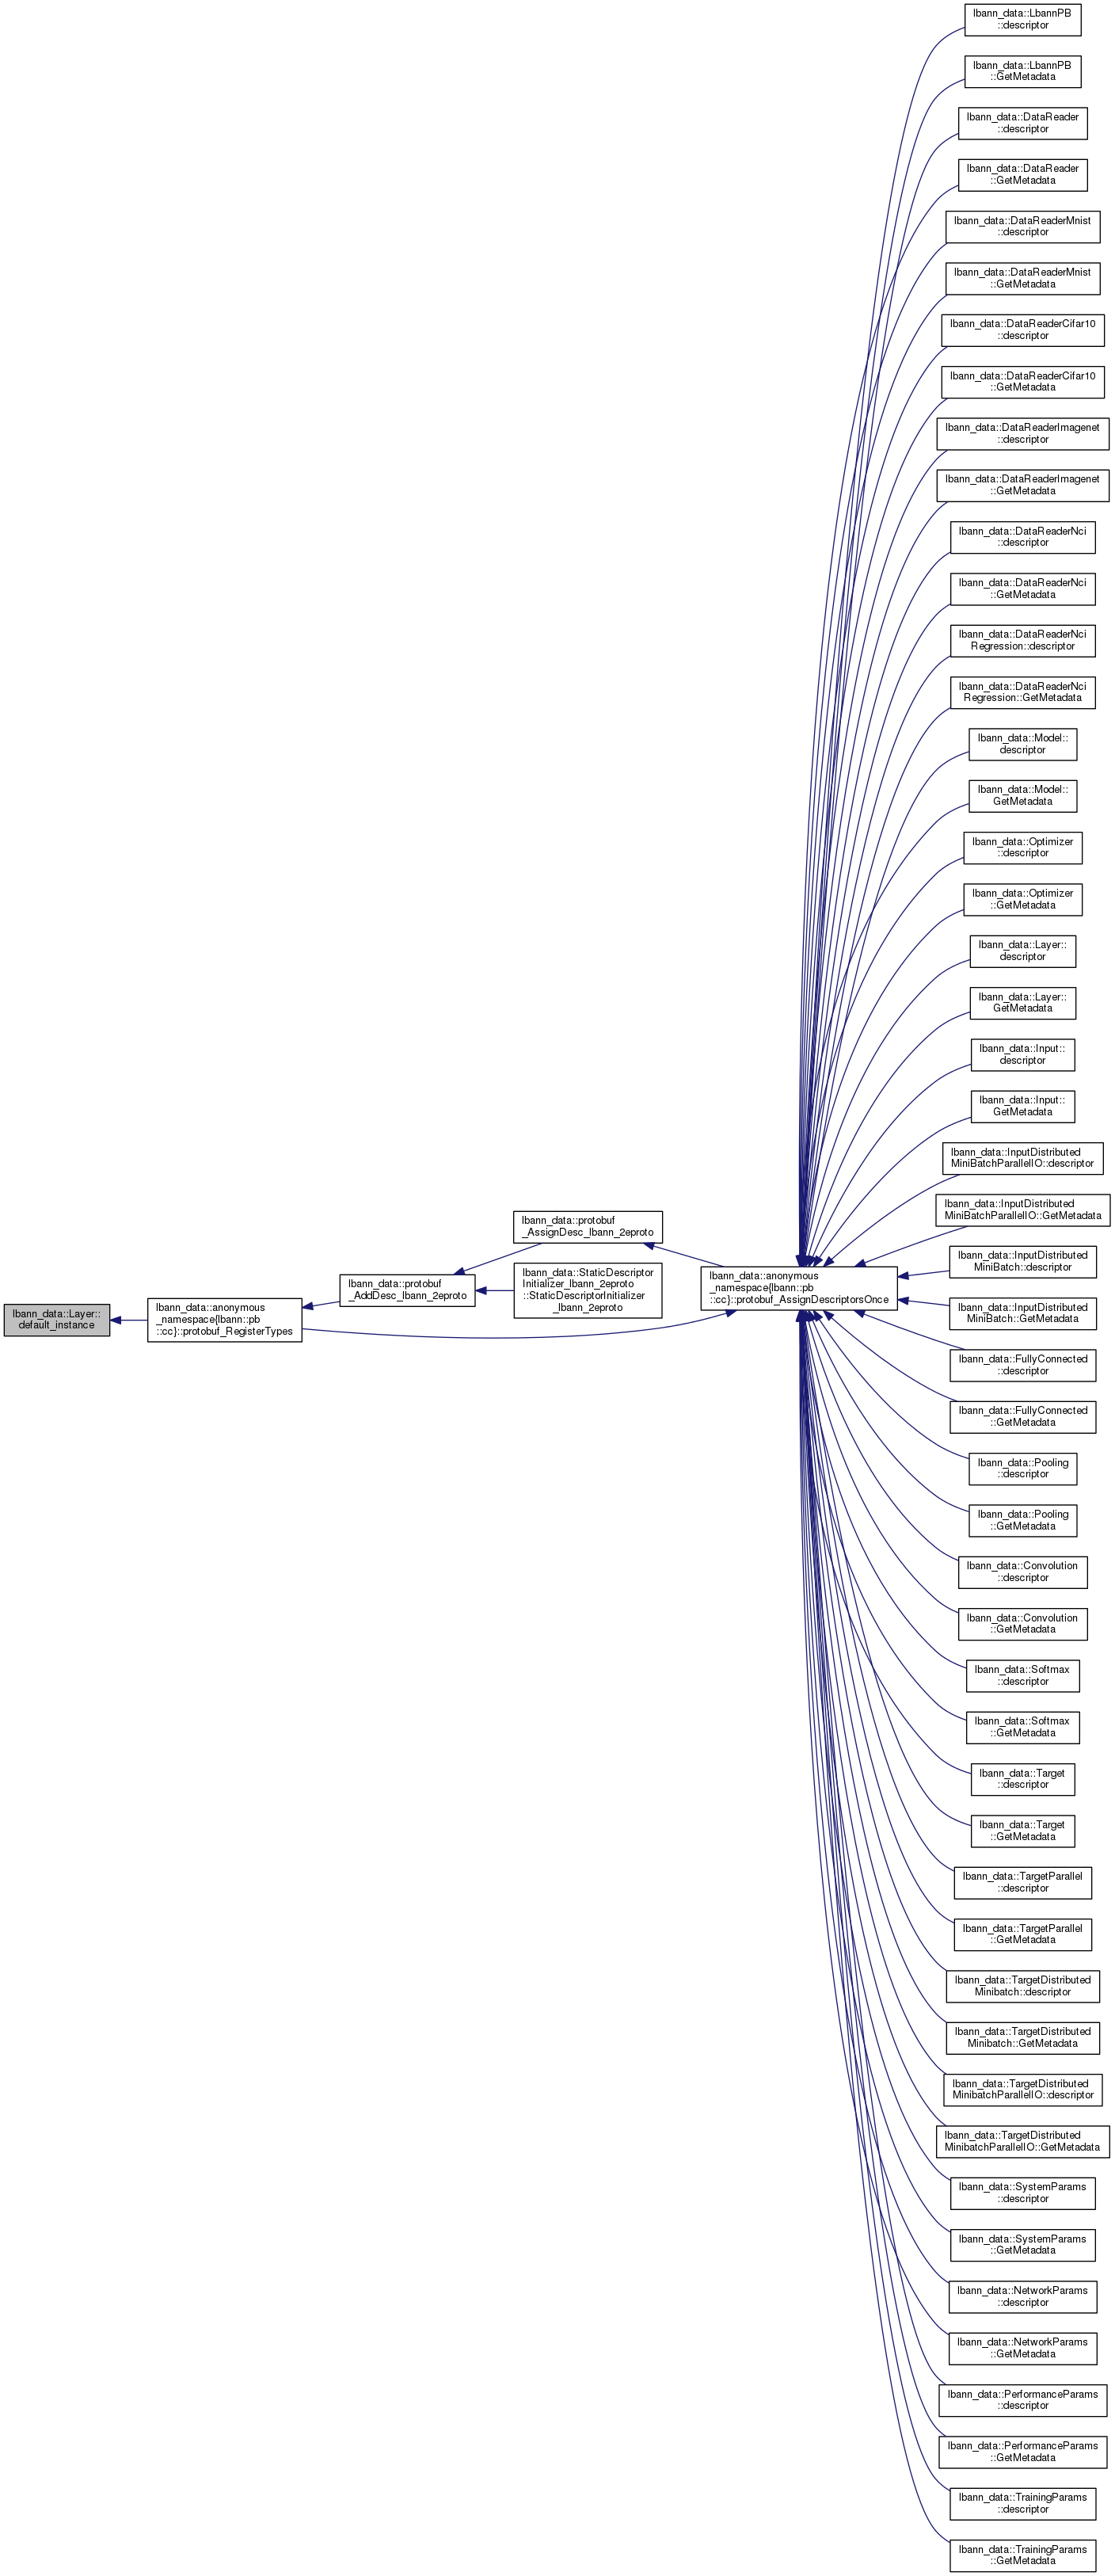 lbann_data::Layer::
default_instance
lbann_data::anonymous
_namespace{lbann::pb
::cc}::protobuf_RegisterTypes
lbann_data::protobuf
_AddDesc_lbann_2eproto
lbann_data::protobuf
_AssignDesc_lbann_2eproto
lbann_data::StaticDescriptor
Initializer_lbann_2eproto
::StaticDescriptorInitializer
_lbann_2eproto
lbann_data::anonymous
_namespace{lbann::pb
::cc}::protobuf_AssignDescriptorsOnce
lbann_data::LbannPB
::descriptor
lbann_data::LbannPB
::GetMetadata
lbann_data::DataReader
::descriptor
lbann_data::DataReader
::GetMetadata
lbann_data::DataReaderMnist
::descriptor
lbann_data::DataReaderMnist
::GetMetadata
lbann_data::DataReaderCifar10
::descriptor
lbann_data::DataReaderCifar10
::GetMetadata
lbann_data::DataReaderImagenet
::descriptor
lbann_data::DataReaderImagenet
::GetMetadata
lbann_data::DataReaderNci
::descriptor
lbann_data::DataReaderNci
::GetMetadata
lbann_data::DataReaderNci
Regression::descriptor
lbann_data::DataReaderNci
Regression::GetMetadata
lbann_data::Model::
descriptor
lbann_data::Model::
GetMetadata
lbann_data::Optimizer
::descriptor
lbann_data::Optimizer
::GetMetadata
lbann_data::Layer::
descriptor
lbann_data::Layer::
GetMetadata
lbann_data::Input::
descriptor
lbann_data::Input::
GetMetadata
lbann_data::InputDistributed
MiniBatchParallelIO::descriptor
lbann_data::InputDistributed
MiniBatchParallelIO::GetMetadata
lbann_data::InputDistributed
MiniBatch::descriptor
lbann_data::InputDistributed
MiniBatch::GetMetadata
lbann_data::FullyConnected
::descriptor
lbann_data::FullyConnected
::GetMetadata
lbann_data::Pooling
::descriptor
lbann_data::Pooling
::GetMetadata
lbann_data::Convolution
::descriptor
lbann_data::Convolution
::GetMetadata
lbann_data::Softmax
::descriptor
lbann_data::Softmax
::GetMetadata
lbann_data::Target
::descriptor
lbann_data::Target
::GetMetadata
lbann_data::TargetParallel
::descriptor
lbann_data::TargetParallel
::GetMetadata
lbann_data::TargetDistributed
Minibatch::descriptor
lbann_data::TargetDistributed
Minibatch::GetMetadata
lbann_data::TargetDistributed
MinibatchParallelIO::descriptor
lbann_data::TargetDistributed
MinibatchParallelIO::GetMetadata
lbann_data::SystemParams
::descriptor
lbann_data::SystemParams
::GetMetadata
lbann_data::NetworkParams
::descriptor
lbann_data::NetworkParams
::GetMetadata
lbann_data::PerformanceParams
::descriptor
lbann_data::PerformanceParams
::GetMetadata
lbann_data::TrainingParams
::descriptor
lbann_data::TrainingParams
::GetMetadata